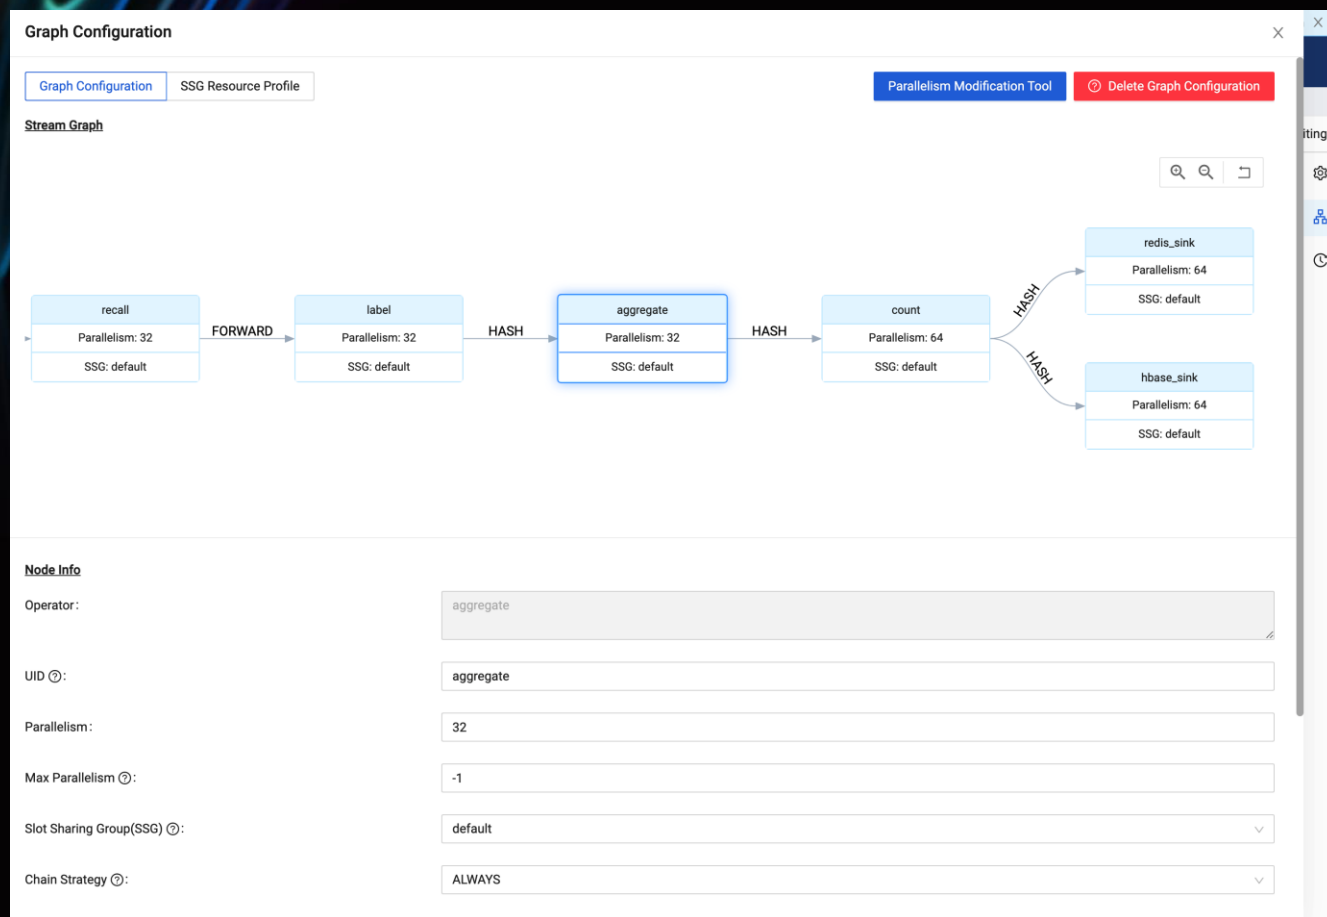 Graph Configuration
Graph Configuration
SSG Resource Profile
Parallelism Modification Tool
Delete Graph Configuration
Stream Graph
iting
recall
Parallelism: 32
SSG: default
FORWARD
label
Parallelism: 32
SSG: default
HASH
aggregate
Parallelism: 32
SSG: default
HASH
count
Parallelism: 64
SSG: default
HASH
redis_sink
Parallelism: 64
SSG: default
HASH
hbase_sink
Parallelism: 64
SSG: default
Node Info
Operator:
aggregate
UID ?:
aggregate
Parallelism:
32
Max Parallelism ?:
-1
Slot Sharing Group(SSG) ?:
default
Chain Strategy ?:
ALWAYS